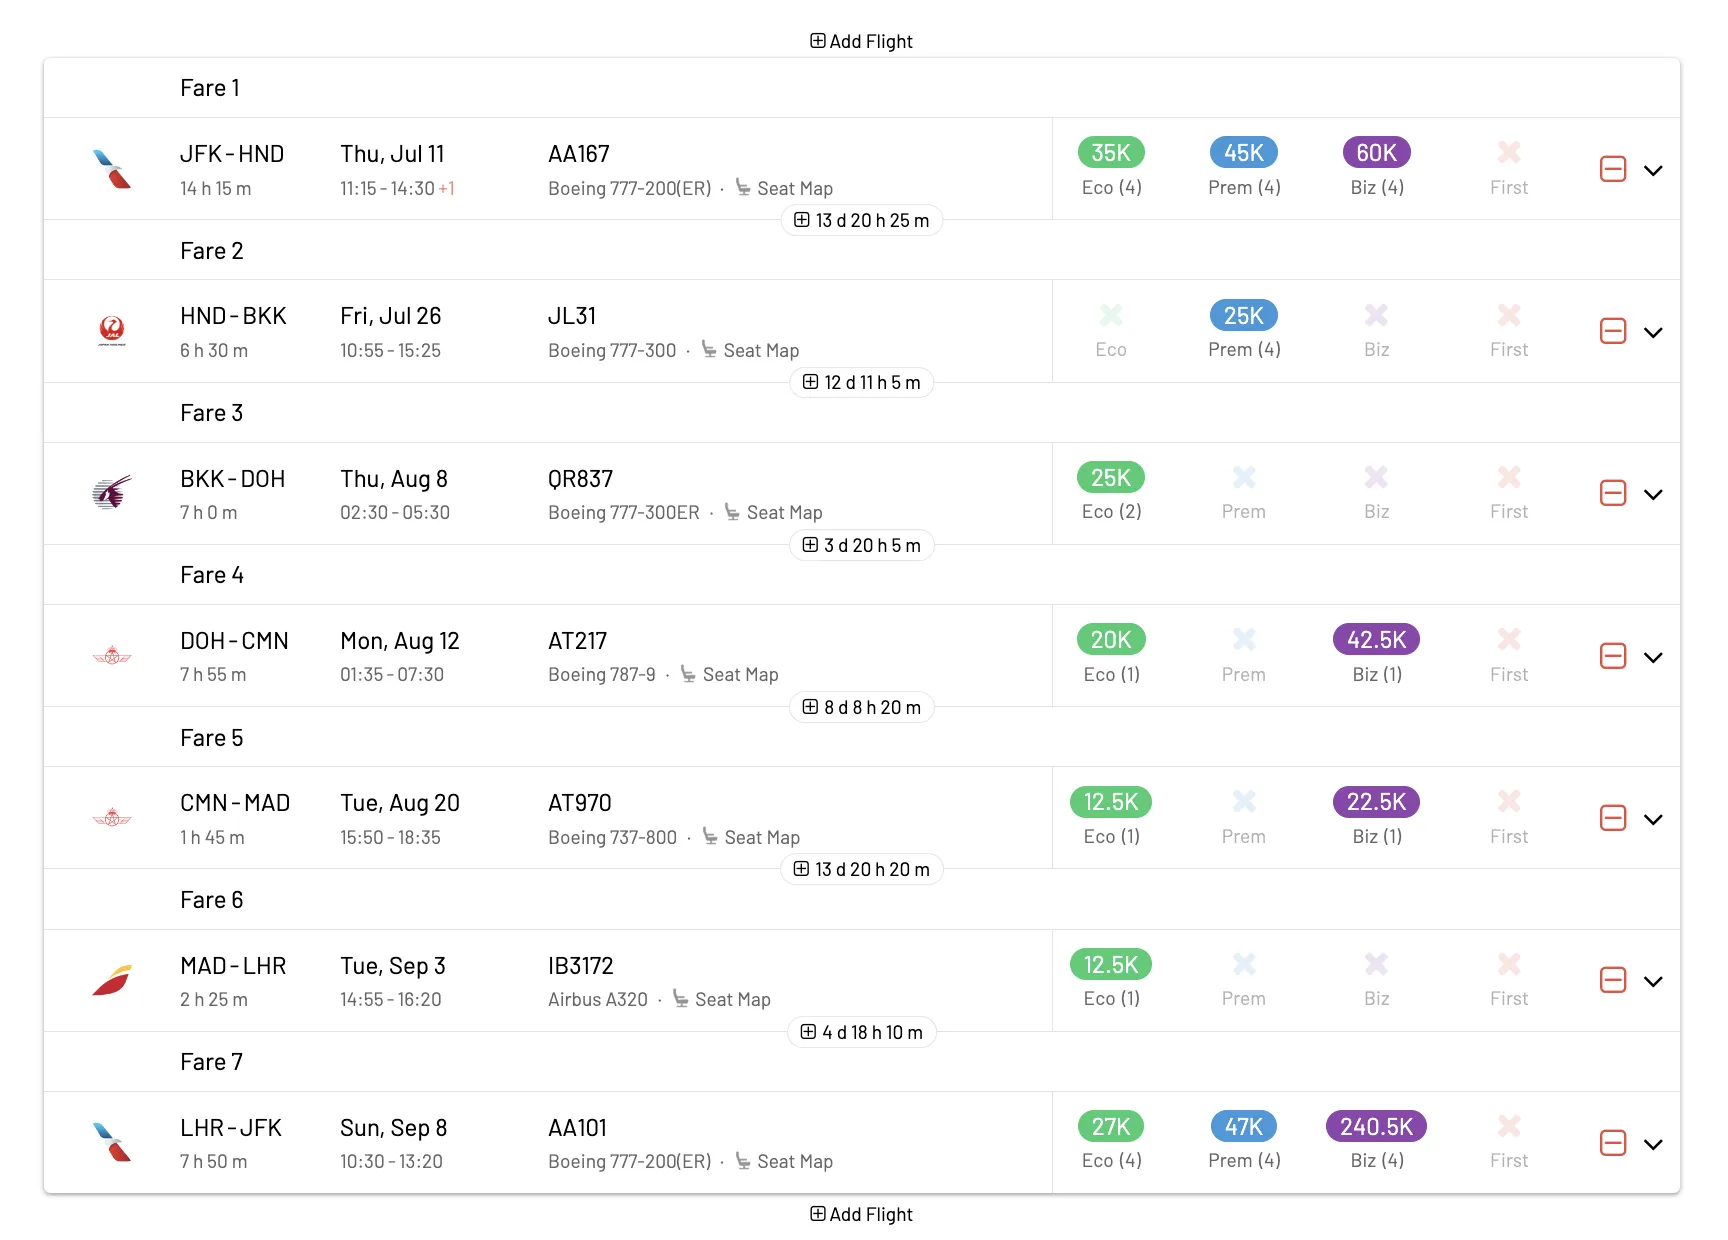 Add Flight
Fare 1
JFK - HND Thu, Jul 11 AA167 35K 45K 60K
14 h 15 m 11:15 - 14:30 +1 Boeing 777-200(ER) · Seat Map Eco (4) Prem (4) Biz (4) First
13 d 20 h 25 m
Fare 2
HND - BKK Fri, Jul 26 JL31 25K
6 h 30 m 10:55 - 15:25 Boeing 777-300 · Seat Map Eco Prem (4) Biz First
12 d 11 h 5 m
Fare 3
BKK - DOH Thu, Aug 8 QR837 25K
7 h 0 m 02:30 - 05:30 Boeing 777-300ER · Seat Map Eco (2) Prem Biz First
3 d 20 h 5 m
Fare 4
DOH - CMN Mon, Aug 12 AT217 20K 42.5K
7 h 55 m 01:35 - 07:30 Boeing 787-9 · Seat Map Eco (1) Prem Biz (1) First
8 d 8 h 20 m
Fare 5
CMN - MAD Tue, Aug 20 AT970 12.5K 22.5K
1 h 45 m 15:50 - 18:35 Boeing 737-800 · Seat Map Eco (1) Prem Biz (1) First
13 d 20 h 20 m
Fare 6
MAD - LHR Tue, Sep 3 IB3172 12.5K
2 h 25 m 14:55 - 16:20 Airbus A320 · Seat Map Eco (1) Prem Biz First
4 d 18 h 10 m
Fare 7
LHR - JFK Sun, Sep 8 AA101 27K 47K 240.5K
7 h 50 m 10:30 - 13:20 Boeing 777-200(ER) · Seat Map Eco (4) Prem (4) Biz (4) First
Add Flight